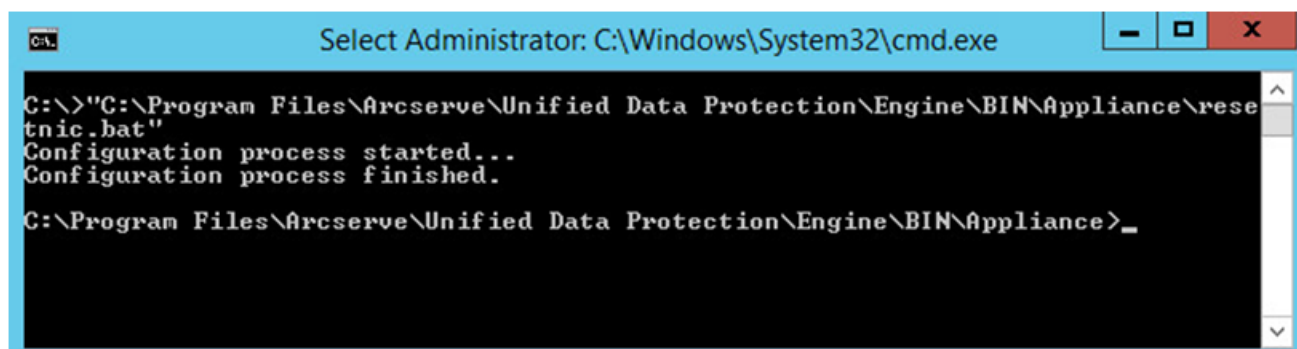 Select Administrator: C:\Windows\System32\cmd.exe
C:\>"C:\Program Files\Arcserve\Unified Data Protection\Engine\BIN\Appliance\rese
tnic.bat"
Configuration process started...
Configuration process finished.
C:\Program Files\Arcserve\Unified Data Protection\Engine\BIN\Appliance>_